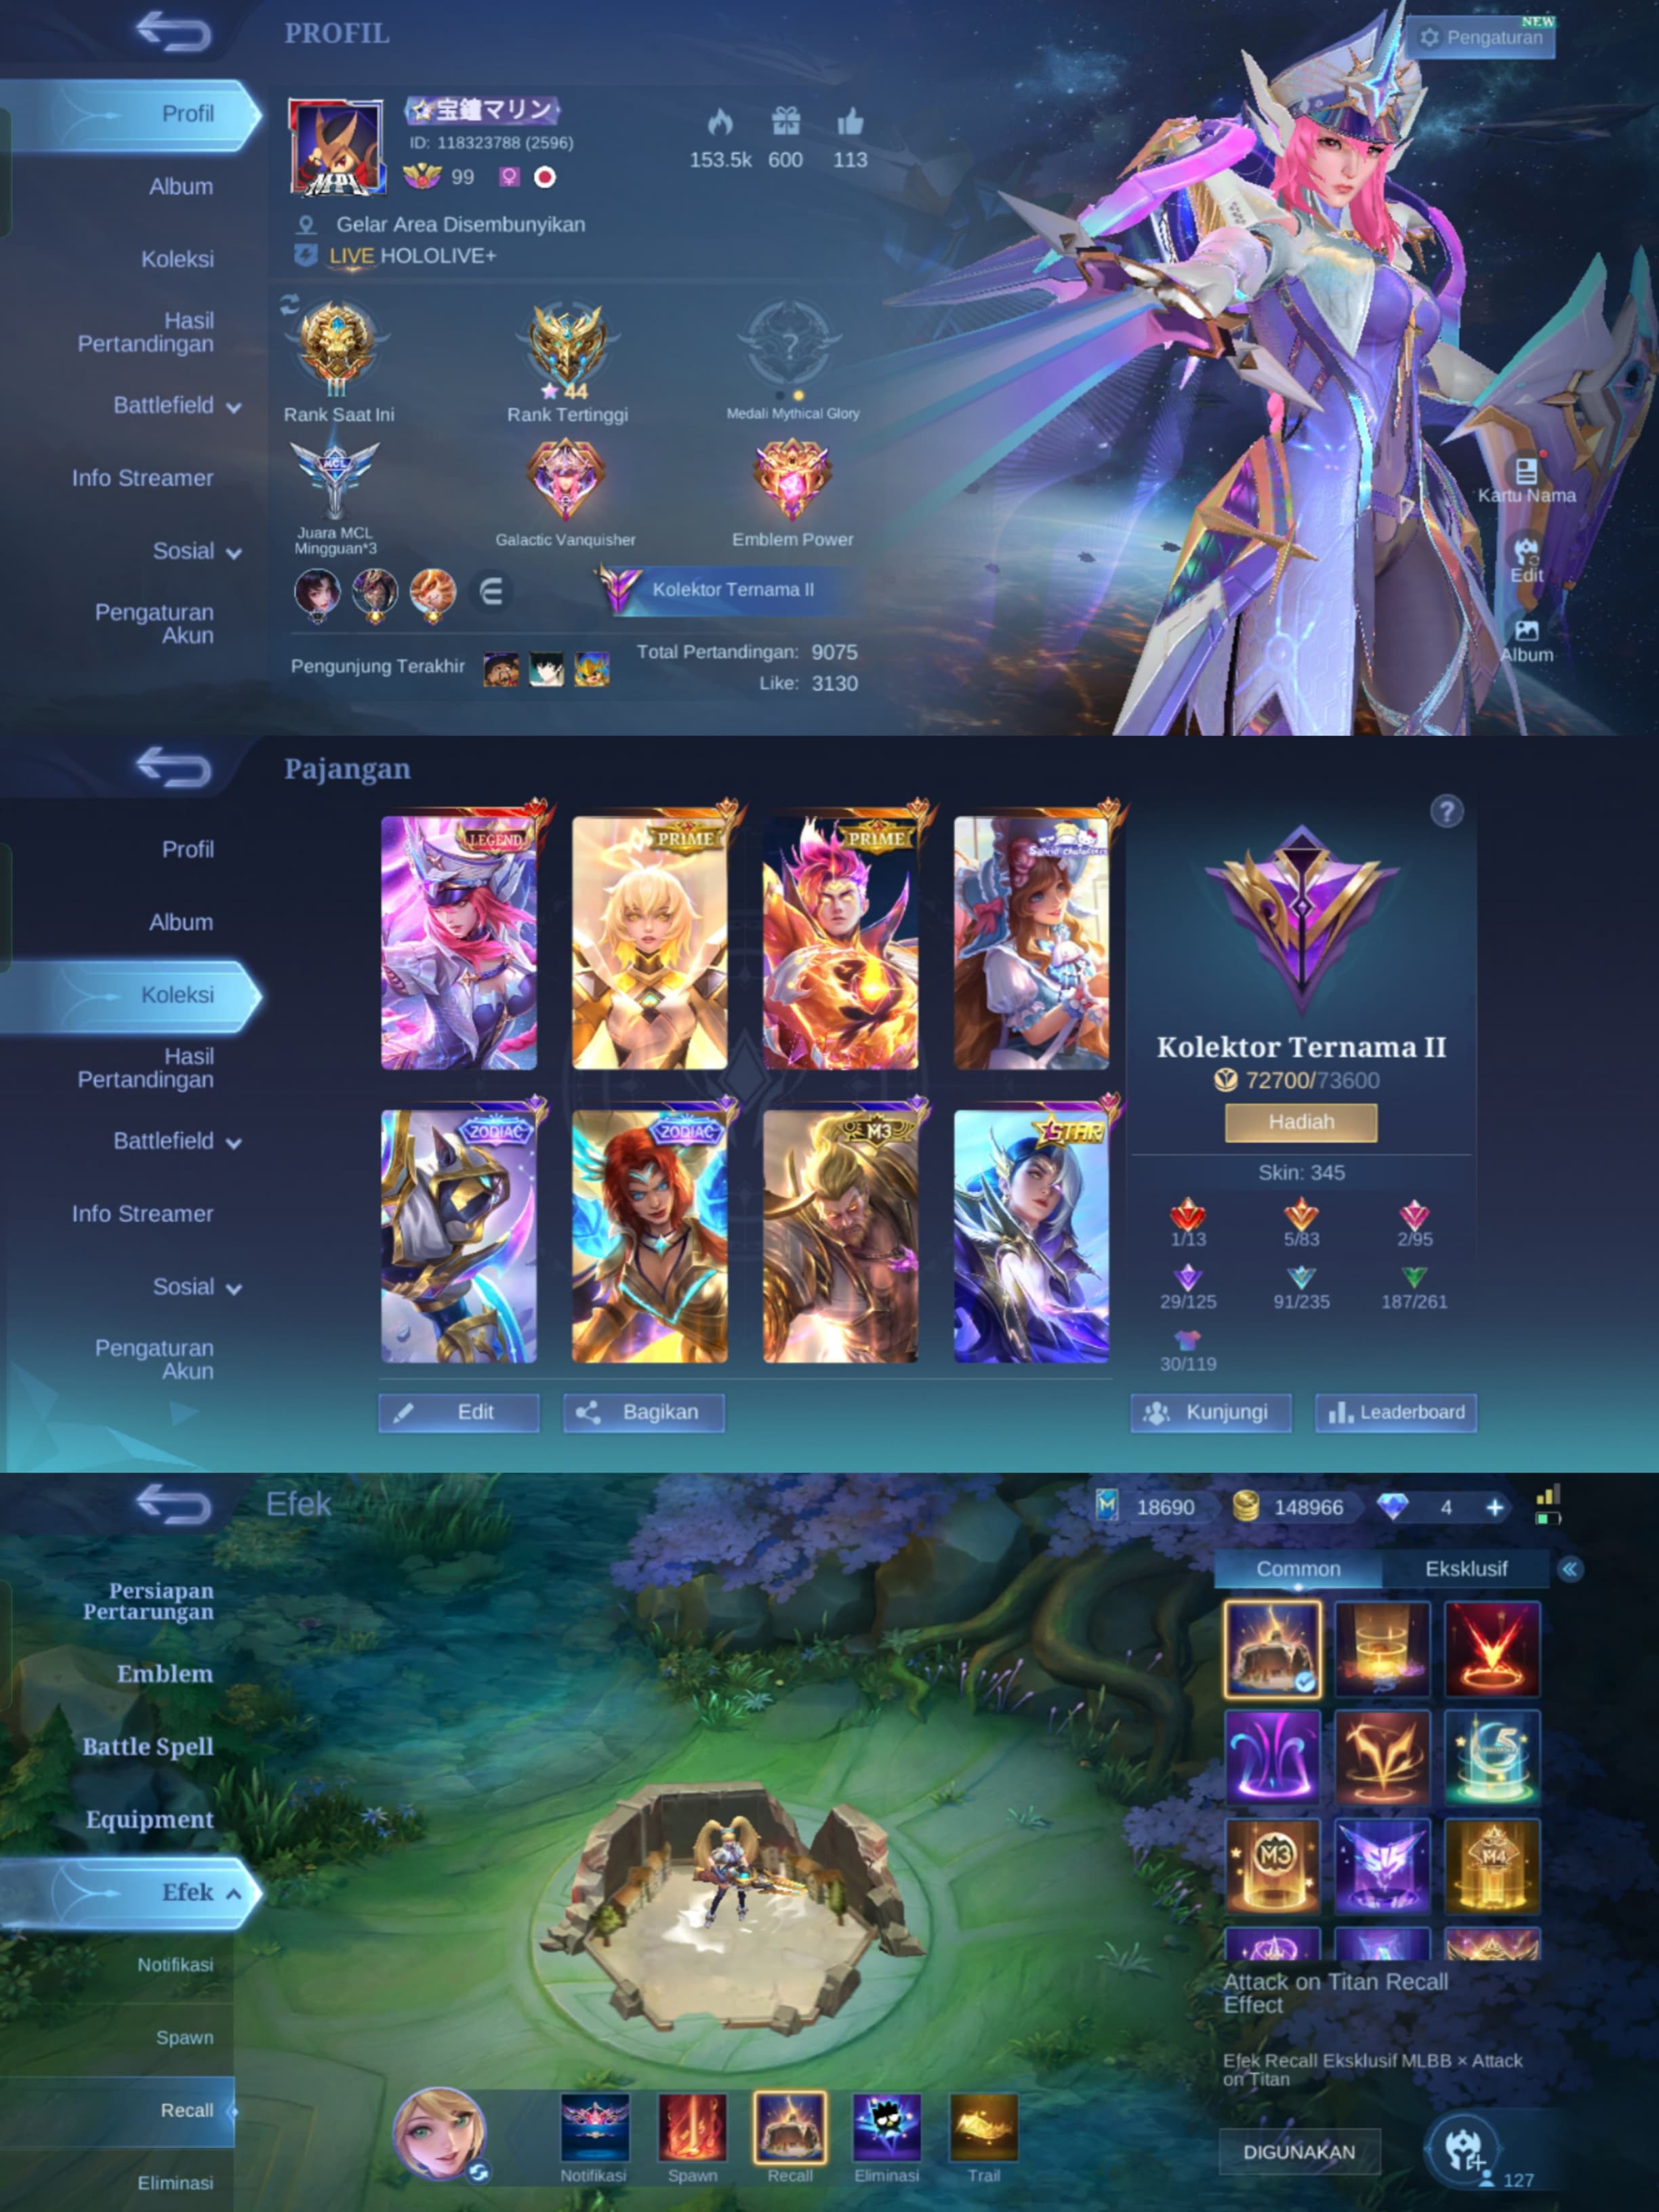 PROFIL
NEW
Pengaturan
Profil
Album
Koleksi
Hasil
Pertandingan
Battlefield
Info Streamer
Sosial
Pengaturan
Akun
MPL
☆宝鐘マリン
ID: 118323788 (2596)
99
153.5k 600 113
Gelar Area Disembunyikan
LIVE HOLOLIVE+
III
Rank Saat Ini
44
Rank Tertinggi
?
Medali Mythical Glory
MCL
Juara MCL
Mingguan*3
Galactic Vanquisher
Emblem Power
Kolektor Ternama II
Pengunjung Terakhir
Total Pertandingan: 9075
Like: 3130
Kartu Nama
Edit
Album
Pajangan
Profil
Album
Koleksi
Hasil
Pertandingan
Battlefield
Info Streamer
Sosial
Pengaturan
Akun
LEGEND
PRIME
PRIME
ZODIAC
ZODIAC
M3
STAR
Edit
Bagikan
?
Kolektor Ternama II
72700/73600
Hadiah
Skin: 345
1/13 5/83 2/95
29/125 91/235 187/261
30/119
Kunjungi
Leaderboard
Efek
18690 148966 4 +
Persiapan
Pertarungan
Emblem
Battle Spell
Equipment
Efek
Notifikasi
Spawn
Recall
Eliminasi
Common
Eksklusif
5
M3
515
M4
Attack on Titan Recall
Effect
Efek Recall Eksklusif MLBB × Attack
on Titan
DIGUNAKAN
127
Notifikasi Spawn Recall Eliminasi Trail